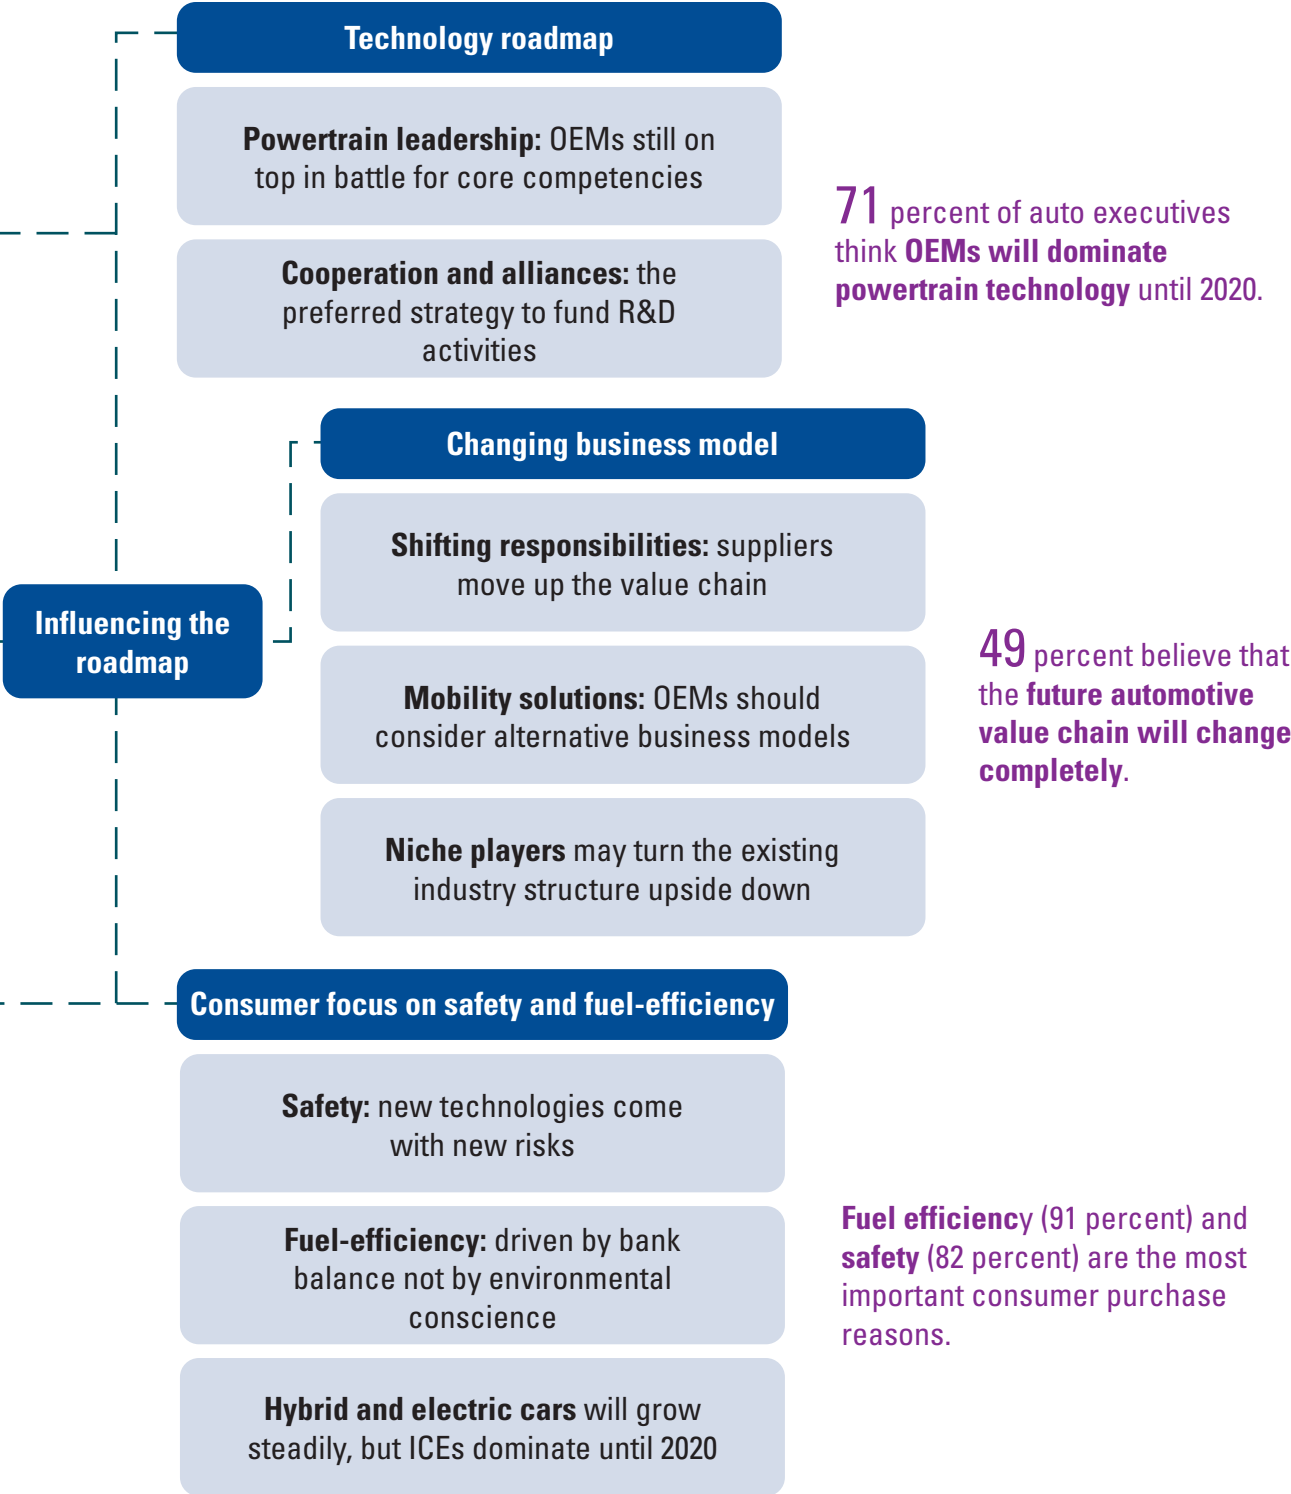 Technology roadmap
Powertrain leadership: OEMs still on
top in battle for core competencies
71 percent of auto executives
think OEMs will dominate
powertrain technology until 2020.
Cooperation and alliances: the
preferred strategy to fund R&D
activities
Influencing the
roadmap
Changing business model
Shifting responsibilities: suppliers
move up the value chain
Mobility solutions: OEMs should
consider alternative business models
49 percent believe that
the future automotive
value chain will change
completely.
Niche players may turn the existing
industry structure upside down
Consumer focus on safety and fuel-efficiency
Safety: new technologies come
with new risks
Fuel-efficiency: driven by bank
balance not by environmental
conscience
Fuel efficiency (91 percent) and
safety (82 percent) are the most
important consumer purchase
reasons.
Hybrid and electric cars will grow
steadily, but ICEs dominate until 2020